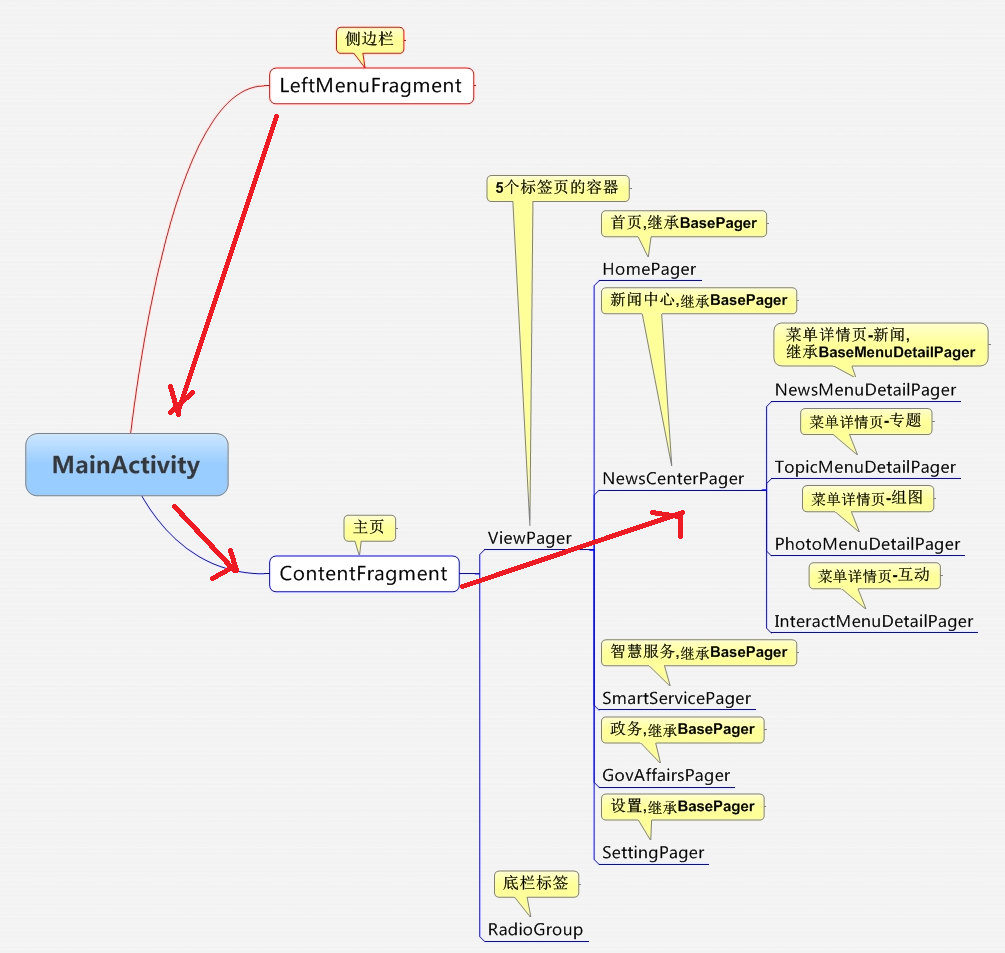 侧边栏
LeftMenuFragment
5个标签页的容器
首页,继承BasePager
HomePager
新闻中心,继承BasePager
菜单详情页-新闻,
继承BaseMenuDetailPager
NewsMenuDetailPager
菜单详情页-专题
MainActivity
TopicMenuDetailPager
NewsCenterPager
菜单详情页-组图
主页
ViewPager
PhotoMenuDetailPager
ContentFragment
菜单详情页-互动
InteractMenuDetailPager
智慧服务,继承BasePager
SmartServicePager
政务,继承BasePager
GovAffairsPager
设置,继承BasePager
SettingPager
底栏标签
RadioGroup